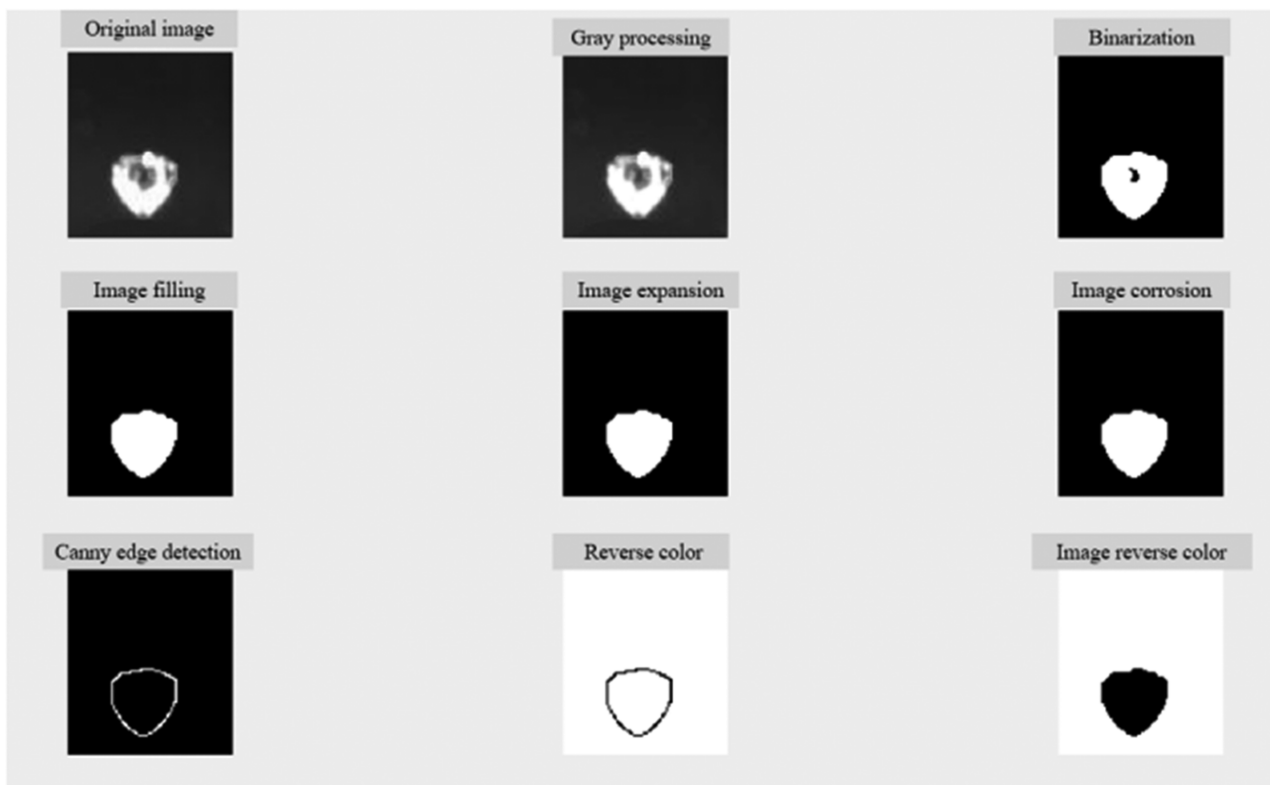 Original image
Gray processing
Binarization
Image filling
Image expansion
Image corrosion
Canny edge detection
Reverse color
Image reverse color